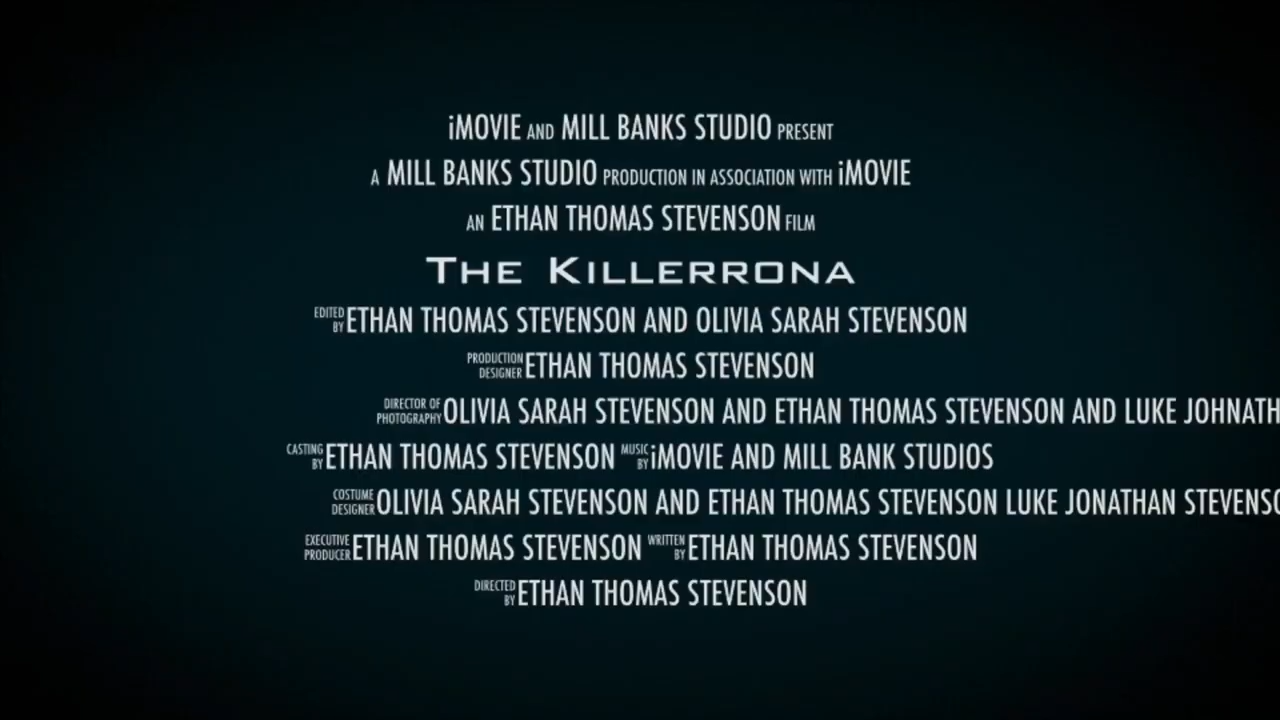 iMOVIE AND MILL BANKS STUDIO PRESENT
A MILL BANKS STUDIO PRODUCTION IN ASSOCIATION WITH iMOVIE
AN ETHAN THOMAS STEVENSON FILM
THE KILLERRONA
EDITED BY ETHAN THOMAS STEVENSON AND OLIVIA SARAH STEVENSON
PRODUCTION DESIGNER ETHAN THOMAS STEVENSON
DIRECTOR OF PHOTOGRAPHY OLIVIA SARAH STEVENSON AND ETHAN THOMAS STEVENSON AND LUKE JOHNATH
CASTING BY ETHAN THOMAS STEVENSON MUSIC BY iMOVIE AND MILL BANK STUDIOS
COSTUME DESIGNER OLIVIA SARAH STEVENSON AND ETHAN THOMAS STEVENSON LUKE JONATHAN STEVENSO
EXECUTIVE PRODUCER ETHAN THOMAS STEVENSON WRITTEN BY ETHAN THOMAS STEVENSON
DIRECTED BY ETHAN THOMAS STEVENSON